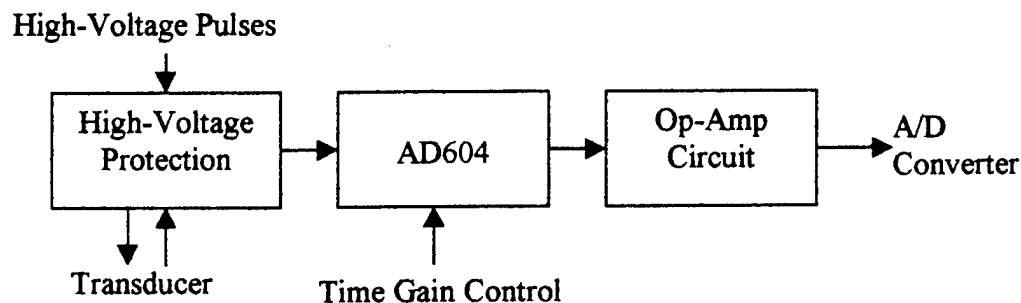 High-Voltage Pulses
High-Voltage
Protection
AD604
Op-Amp
Circuit
A/D
Converter
Transducer
Time Gain Control